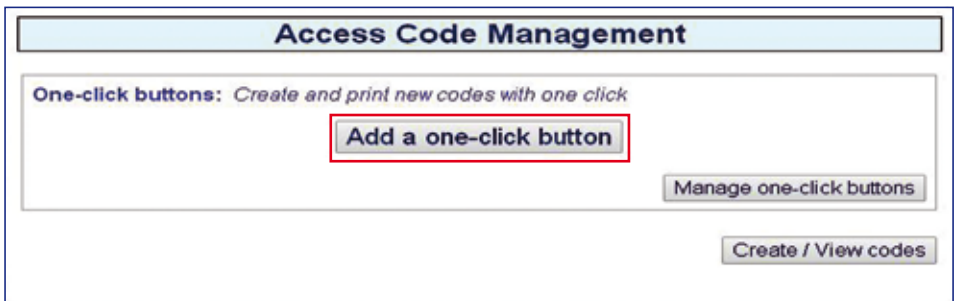 Access Code Management
One-click buttons: Create and print new codes with one click
Add a one-click button
Manage one-click buttons
Create / View codes